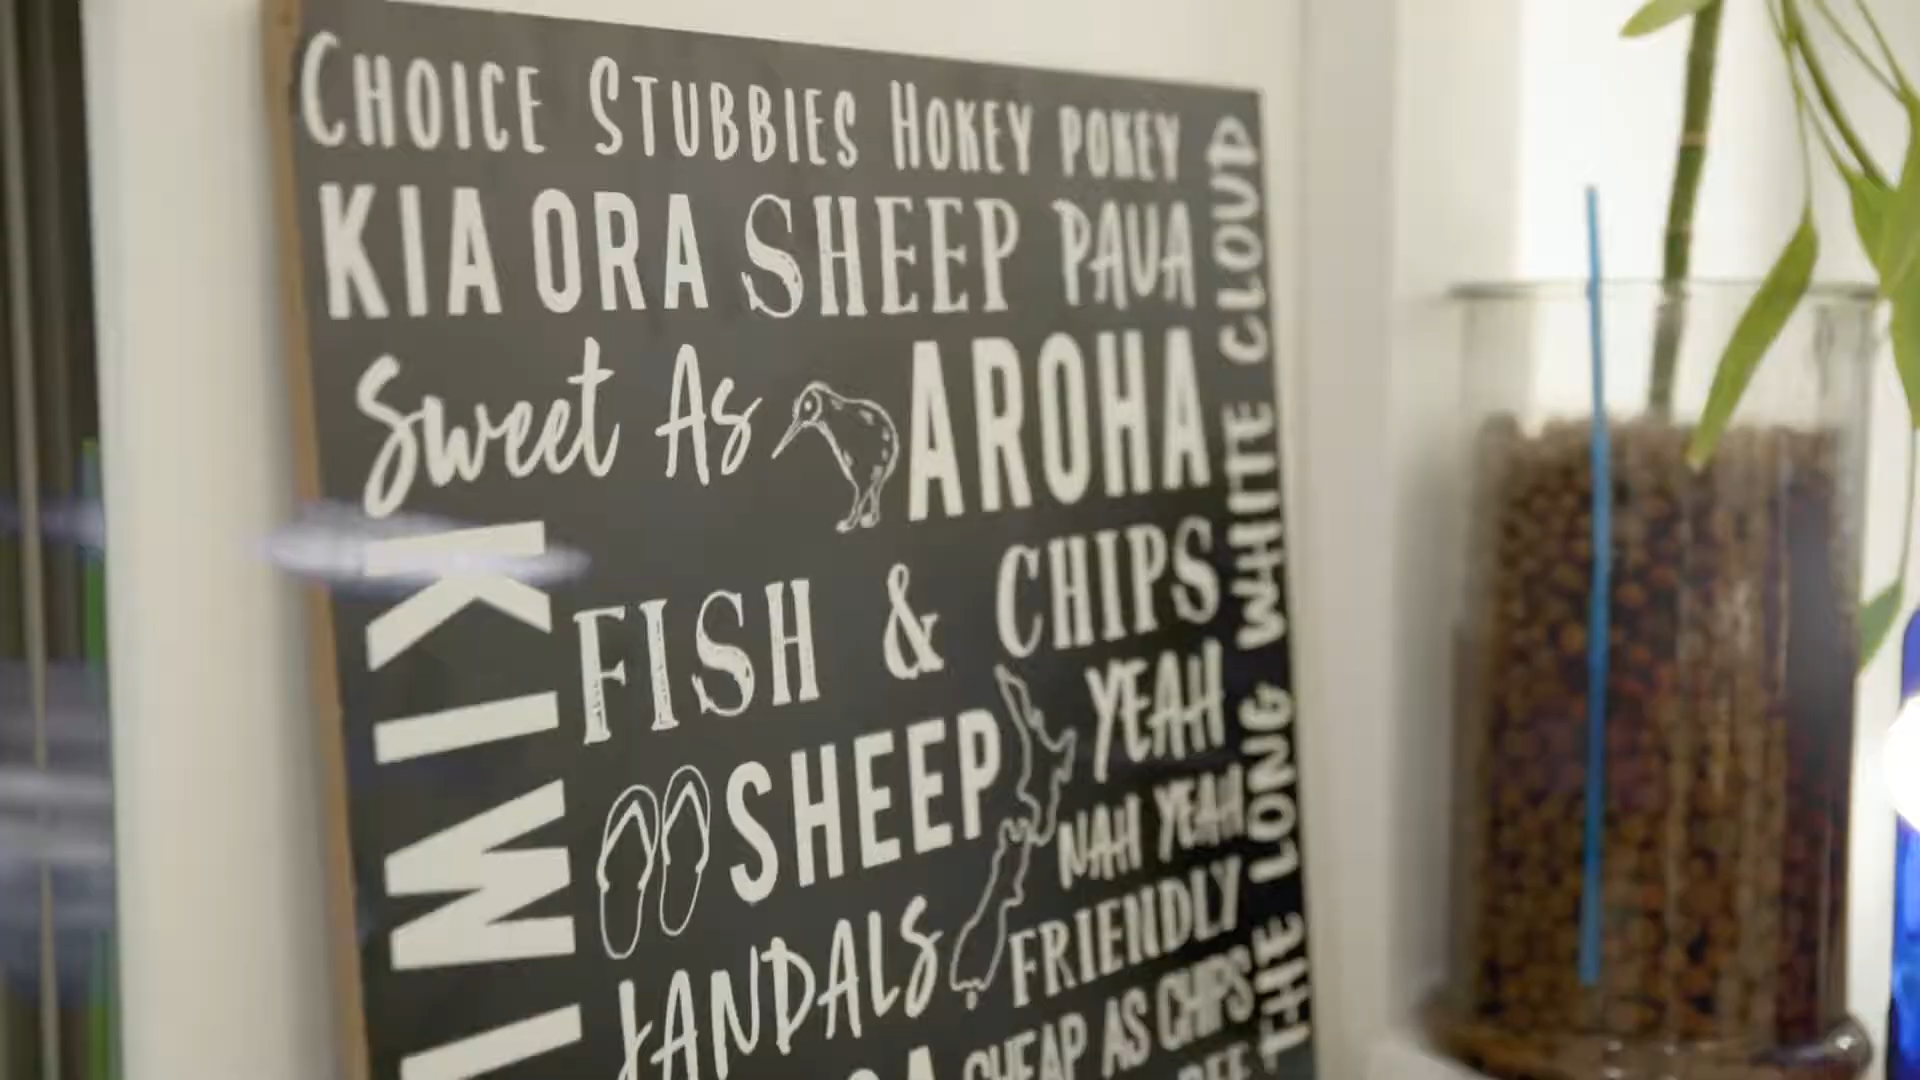 CHOICE STUBBIES HOKEY POKEY
KIA ORA SHEEP PAUA
Sweet As AROHA
FISH & CHIPS
KIWI
SHEEP
YEAH
NAH YEAH
JANDALS
FRIENDLY
CHEAP AS CHIPS
THE LONG WHITE CLOUD